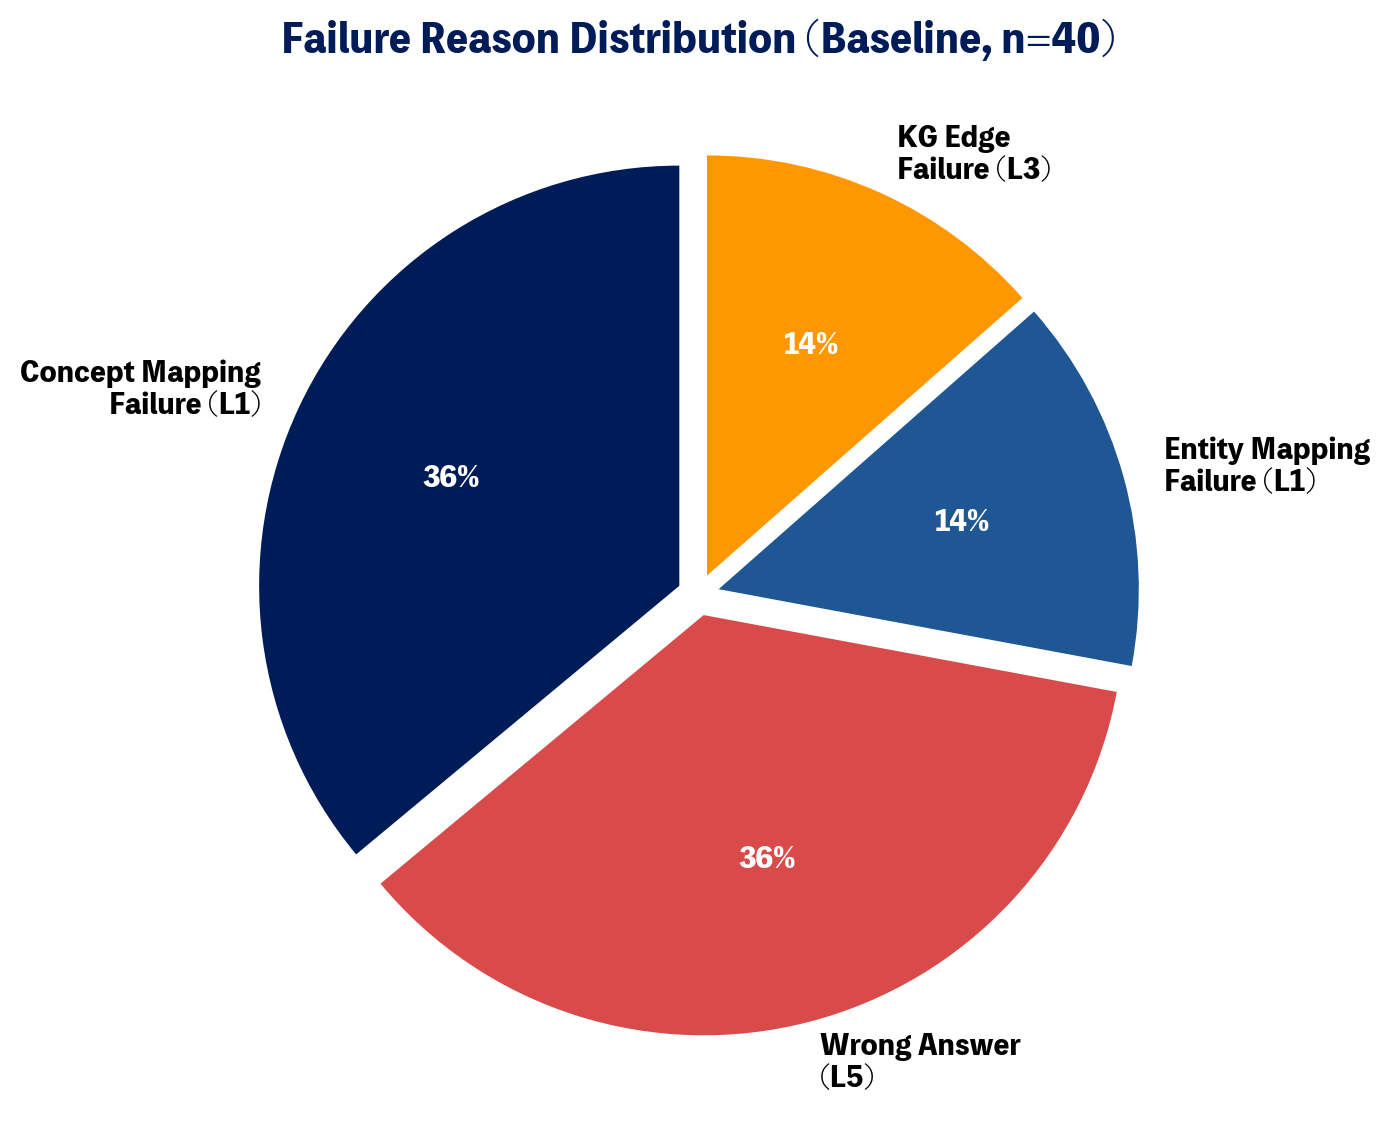 Failure Reason Distribution (Baseline, n=40)
KG Edge
Failure (L3)
14%
Concept Mapping
Failure (L1)
36%
Entity Mapping
Failure (L1)
14%
36%
Wrong Answer
(L5)